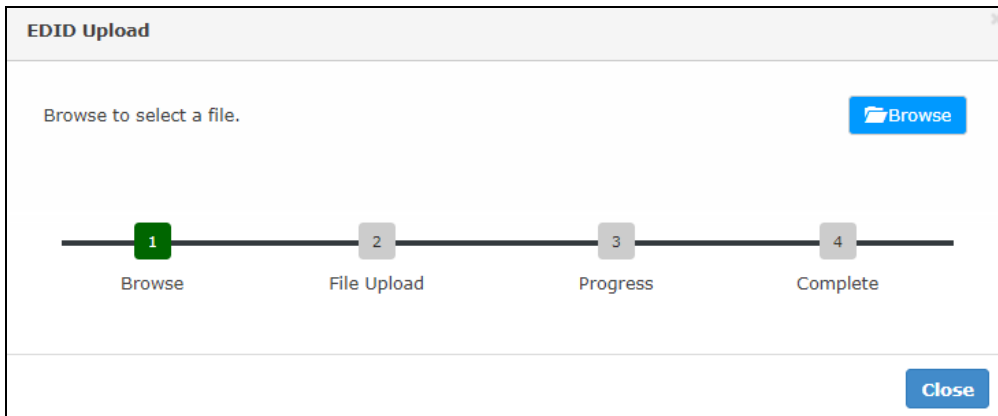 EDID Upload
Browse to select a file.
Browse
1 2 3 4
Browse File Upload Progress Complete
Close